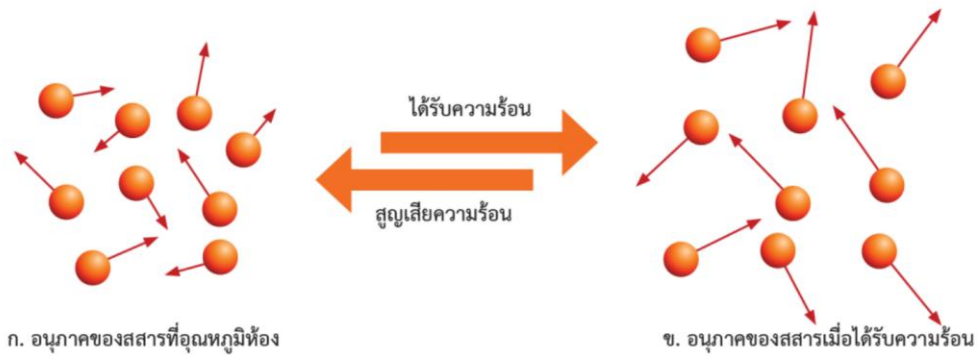 ได้รับความร้อน
สูญเสียความร้อน
ก. อนุภาคของสสารที่อุณหภูมิห้อง
ข. อนุภาคของสสารเมื่อได้รับความร้อน